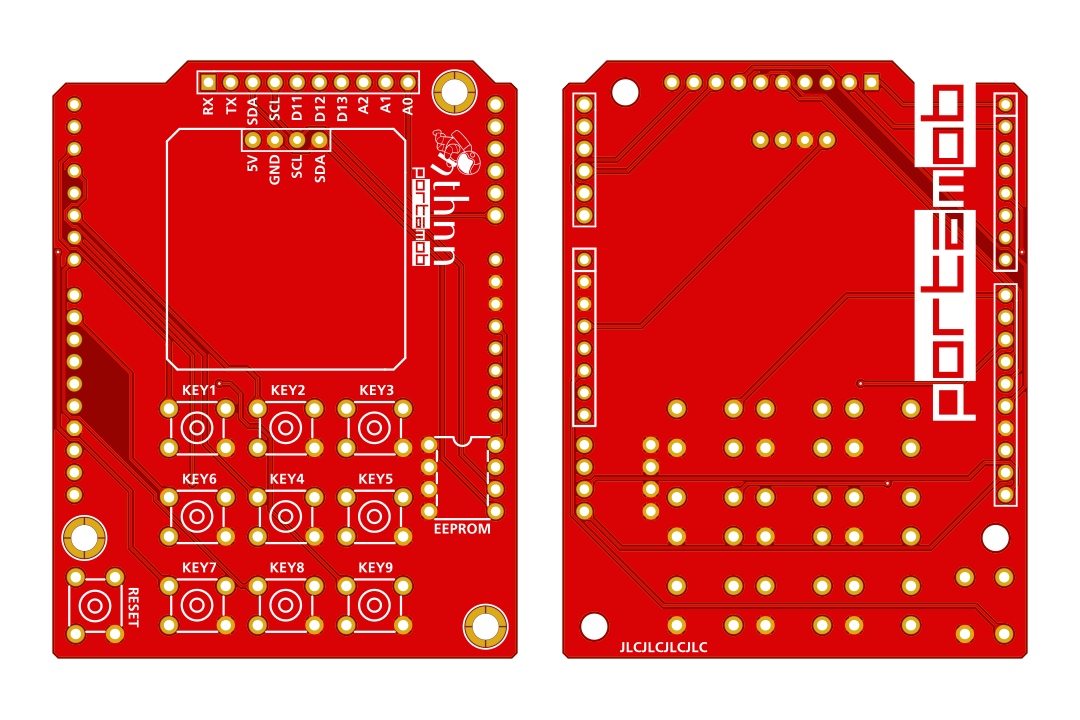 RX TX SDA SCL D11 D12 D13 A2 A1 A0
5V GND SCL SDA
7thnn
portamob
KEY1 KEY2 KEY3
KEY6 KEY4 KEY5
EEPROM
KEY7 KEY8 KEY9
RESET
portamob
JLCJLCJLCJLC